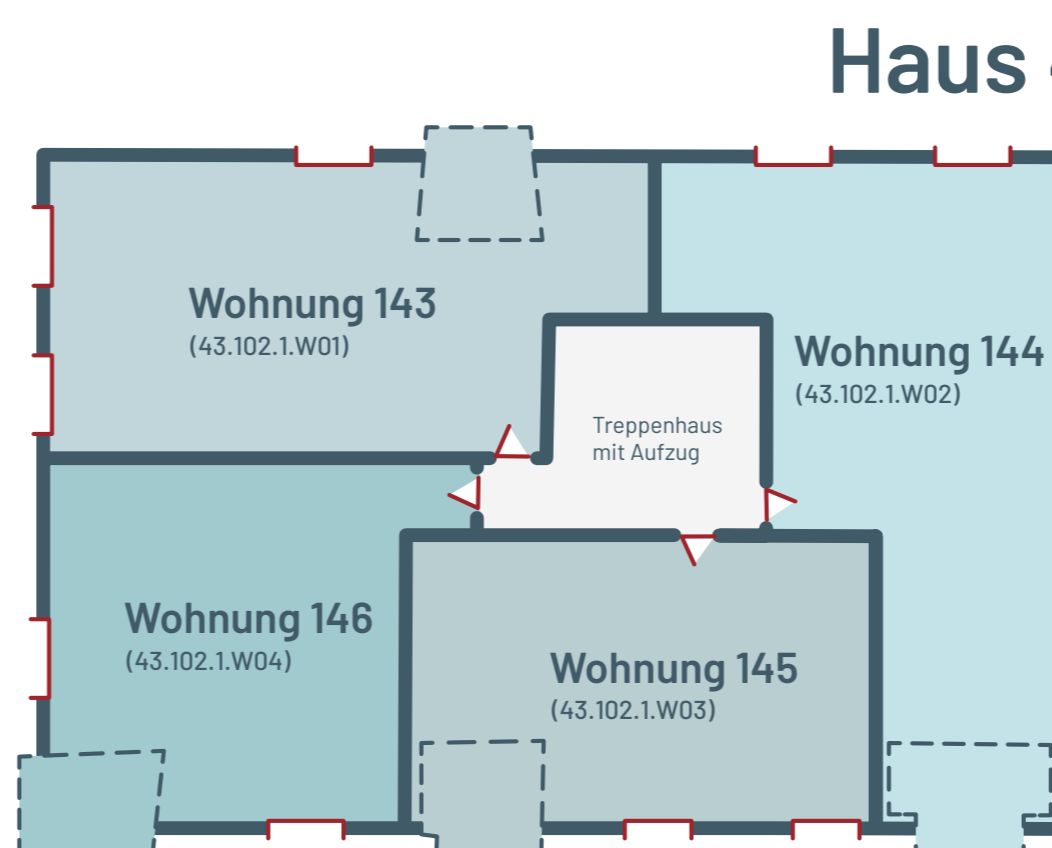 Haus
Wohnung 143
(43.102.1.W01)
Wohnung 144
(43.102.1.W02)
Treppenhaus
mit Aufzug
Wohnung 146
(43.102.1.W04)
Wohnung 145
(43.102.1.W03)